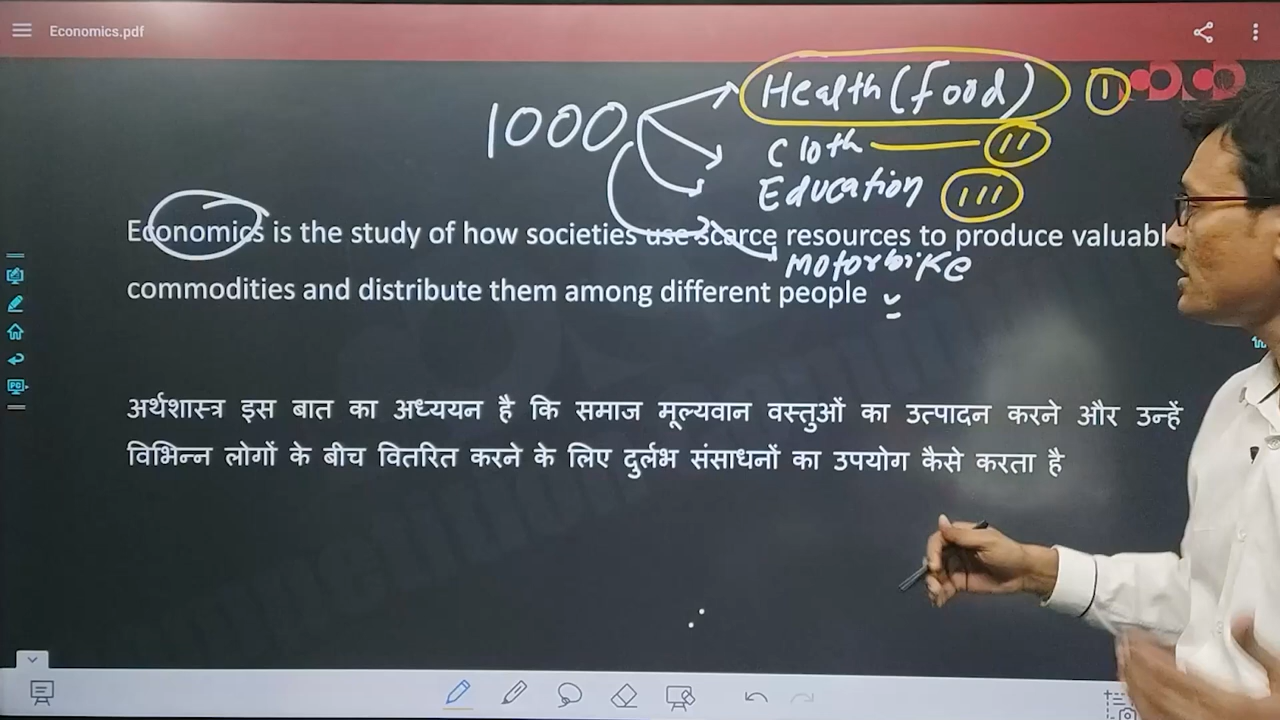 Economics.pdf
Health (food) I
1000
Cloth II
Education III
Economics is the study of how societies use scarce resources to produce valuabl
motorbike
commodities and distribute them among different people
अर्थशास्त्र इस बात का अध्ययन है कि समाज मूल्यवान वस्तुओं का उत्पादन करने और उन्हें
विभिन्न लोगों के बीच वितरित करने के लिए दुर्लभ संसाधनों का उपयोग कैसे करता है